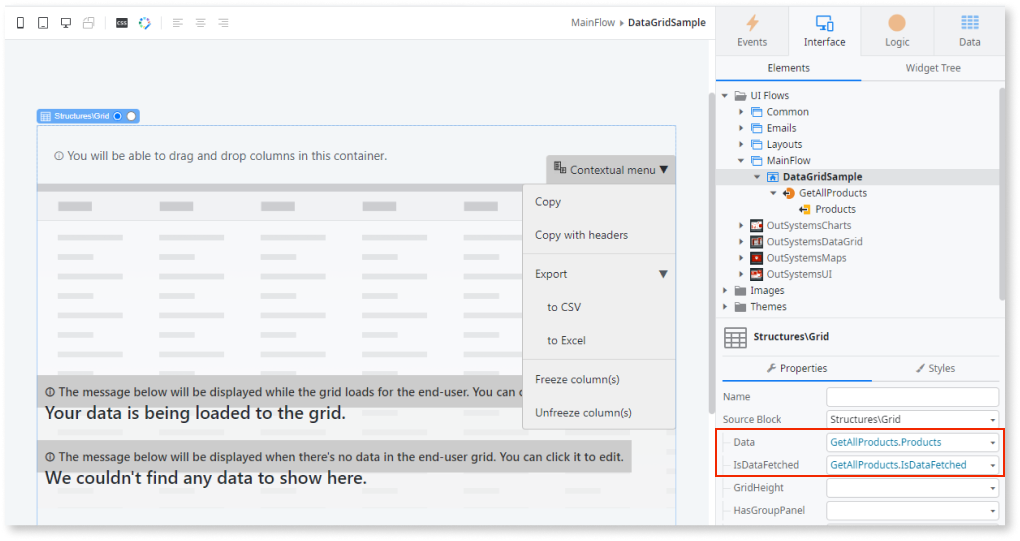 CSS
MainFlow ▸ DataGridSample
Structures\Grid
You will be able to drag and drop columns in this container.
Contextual menu ▼
Copy
Copy with headers
Export ▼
to CSV
to Excel
Freeze column(s)
Unfreeze column(s)
The message below will be displayed while the grid loads for the end-user. You can
Your data is being loaded to the grid.
The message below will be displayed when there's no data in the end-user grid. You can click it to edit.
We couldn't find any data to show here.
Events Interface Logic Data
Elements Widget Tree
UI Flows
Common
Emails
Layouts
MainFlow
DataGridSample
GetAllProducts
Products
OutSystemsCharts
OutSystemsDataGrid
OutSystemsMaps
OutSystemsUI
Images
Themes
Structures\Grid
Properties Styles
Name
Source Block Structures\Grid
Data GetAllProducts.Products
IsDataFetched GetAllProducts.IsDataFetched
GridHeight
HasGroupPanel